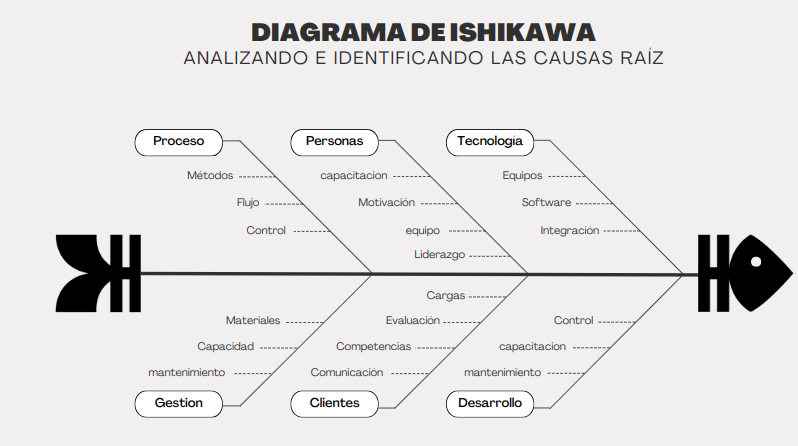 DIAGRAMA DE ISHIKAWA
ANALIZANDO E IDENTIFICANDO LAS CAUSAS RAÍZ
Proceso
Métodos
Flujo
Control
Personas
capacitacion
Motivación
equipo
Liderazgo
Tecnología
Equipos
Software
Integración
Materiales
Capacidad
mantenimiento
Gestion
Cargas
Evaluación
Competencias
Comunicación
Clientes
Control
capacitacion
mantenimiento
Desarrollo